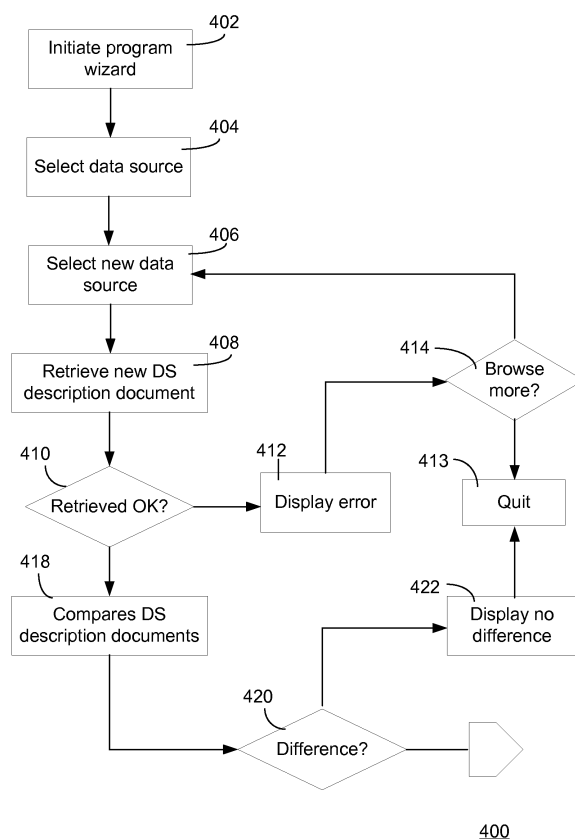 402
Initiate program
wizard
404
Select data source
406
Select new data
source
408
Retrieve new DS
description document
414
Browse
more?
410
Retrieved OK?
412
Display error
413
Quit
418
Compares DS
description documents
422
Display no
difference
420
Difference?
400